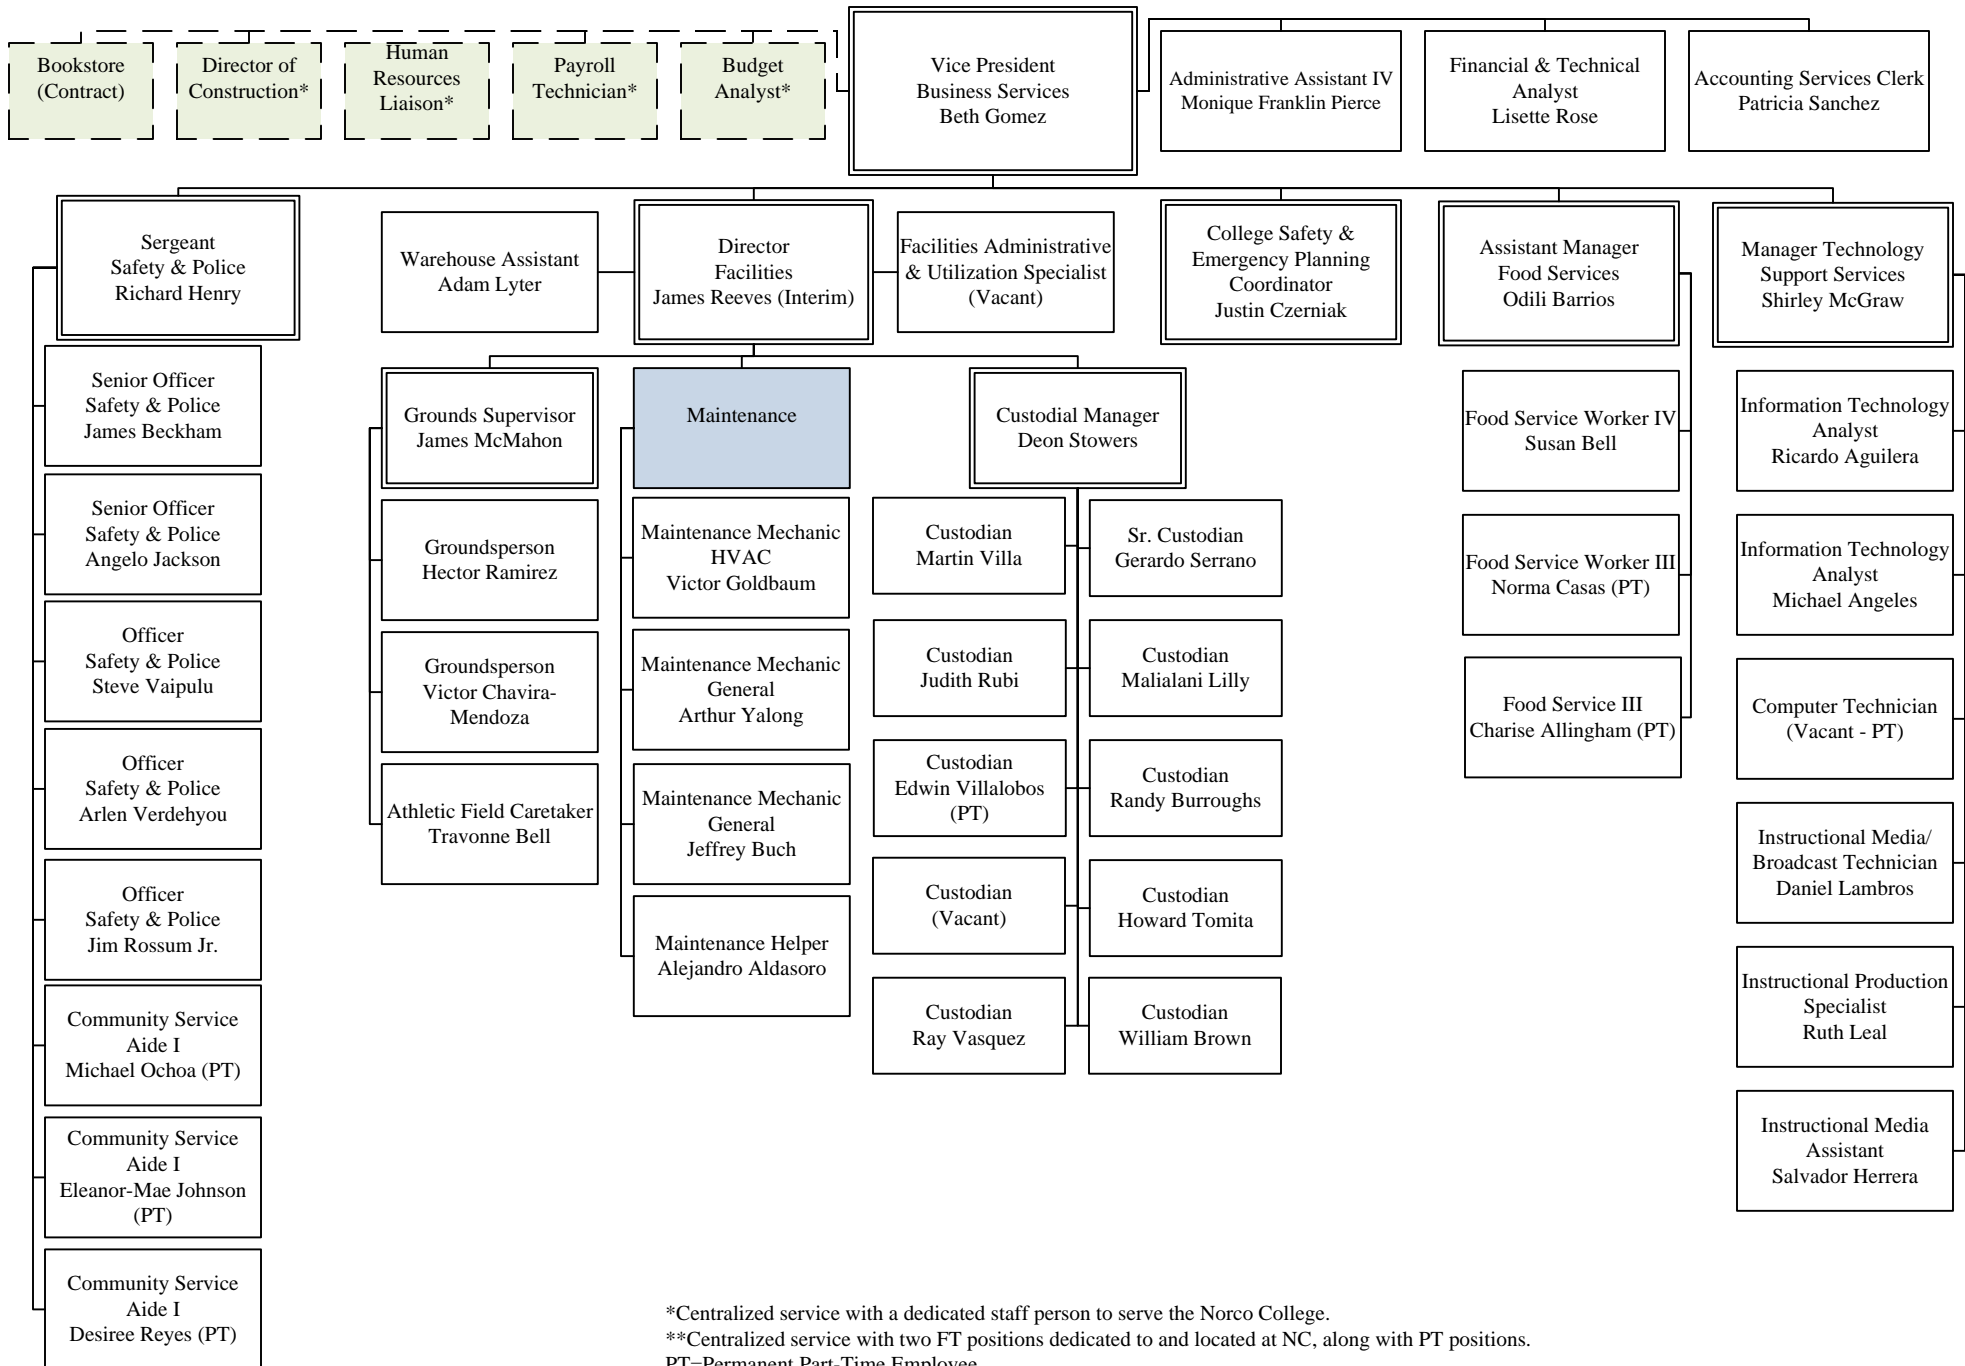 Bookstore
(Contract)
Director of
Construction*
Human
Resources
Liaison*
Payroll
Technician*
Budget
Analyst*
Vice President
Business Services
Beth Gomez
Administrative Assistant IV
Monique Franklin Pierce
Financial & Technical
Analyst
Lisette Rose
Accounting Services Clerk
Patricia Sanchez
Sergeant
Safety & Police
Richard Henry
Warehouse Assistant
Adam Lyter
Director
Facilities
James Reeves (Interim)
Facilities Administrative
& Utilization Specialist
(Vacant)
College Safety &
Emergency Planning
Coordinator
Justin Czerniak
Assistant Manager
Food Services
Odili Barrios
Manager Technology
Support Services
Shirley McGraw
Senior Officer
Safety & Police
James Beckham
Senior Officer
Safety & Police
Angelo Jackson
Officer
Safety & Police
Steve Vaipulu
Officer
Safety & Police
Arlen Verdehyou
Officer
Safety & Police
Jim Rossum Jr.
Community Service
Aide I
Michael Ochoa (PT)
Community Service
Aide I
Eleanor-Mae Johnson
(PT)
Community Service
Aide I
Desiree Reyes (PT)
Grounds Supervisor
James McMahon
Groundsperson
Hector Ramirez
Groundsperson
Victor Chavira-
Mendoza
Athletic Field Caretaker
Travonne Bell
Maintenance
Maintenance Mechanic
HVAC
Victor Goldbaum
Maintenance Mechanic
General
Arthur Yalong
Maintenance Mechanic
General
Jeffrey Buch
Maintenance Helper
Alejandro Aldasoro
Custodial Manager
Deon Stowers
Custodian
Martin Villa
Sr. Custodian
Gerardo Serrano
Custodian
Judith Rubi
Custodian
Malialani Lilly
Custodian
Edwin Villalobos
(PT)
Custodian
Randy Burroughs
Custodian
(Vacant)
Custodian
Howard Tomita
Custodian
Ray Vasquez
Custodian
William Brown
Food Service Worker IV
Susan Bell
Food Service Worker III
Norma Casas (PT)
Food Service III
Charise Allingham (PT)
Information Technology
Analyst
Ricardo Aguilera
Information Technology
Analyst
Michael Angeles
Computer Technician
(Vacant - PT)
Instructional Media/
Broadcast Technician
Daniel Lambros
Instructional Production
Specialist
Ruth Leal
Instructional Media
Assistant
Salvador Herrera
*Centralized service with a dedicated staff person to serve the Norco College.
**Centralized service with two FT positions dedicated to and located at NC, along with PT positions.
PT=Permanent Part-Time Employee